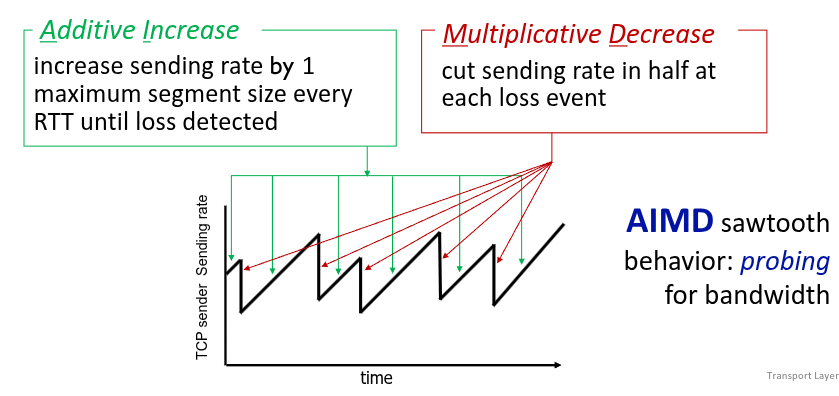 Additive Increase
increase sending rate by 1
maximum segment size every
RTT until loss detected
Multiplicative Decrease
cut sending rate in half at
each loss event
TCP sender Sending rate
time
AIMD sawtooth
behavior: probing
for bandwidth
Transport Layer